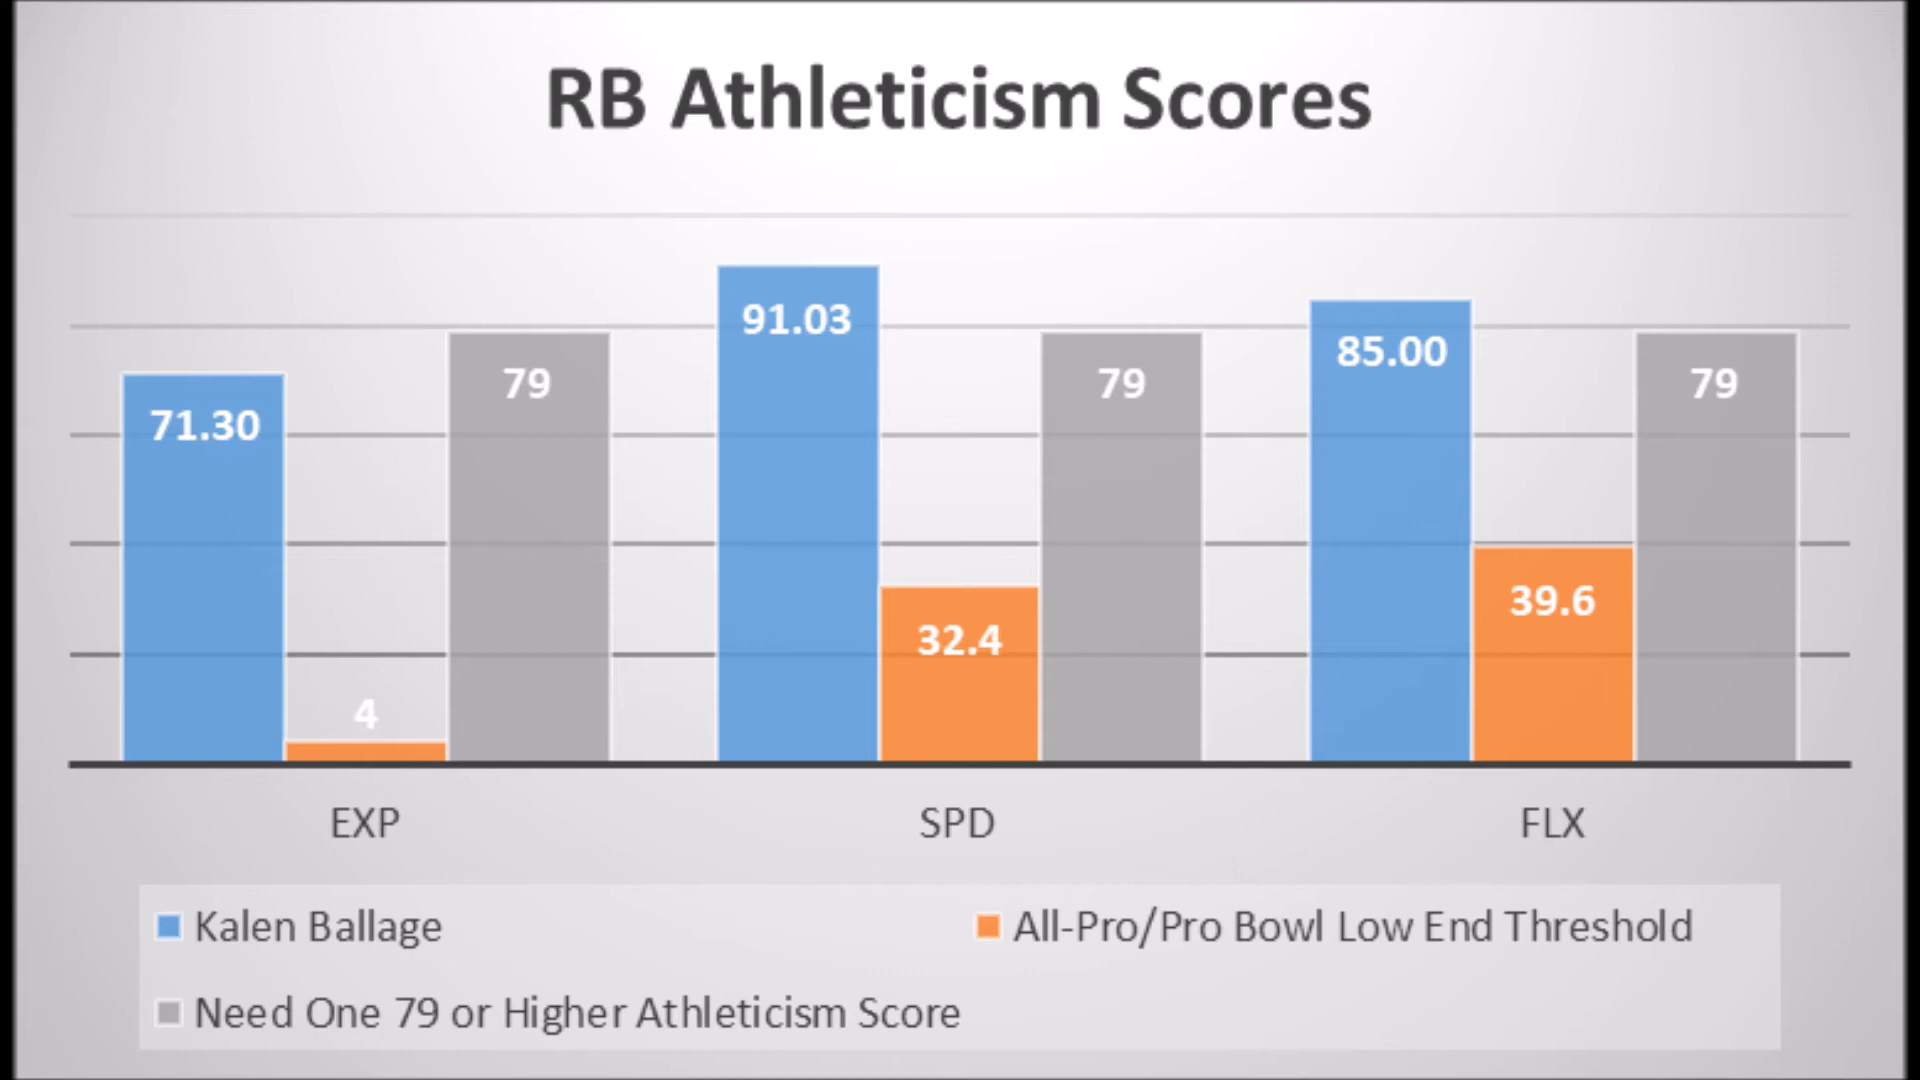 RB Athleticism Scores
71.30
4
79
91.03
32.4
79
85.00
39.6
79
EXP
SPD
FLX
Kalen Ballage
All-Pro/Pro Bowl Low End Threshold
Need One 79 or Higher Athleticism Score